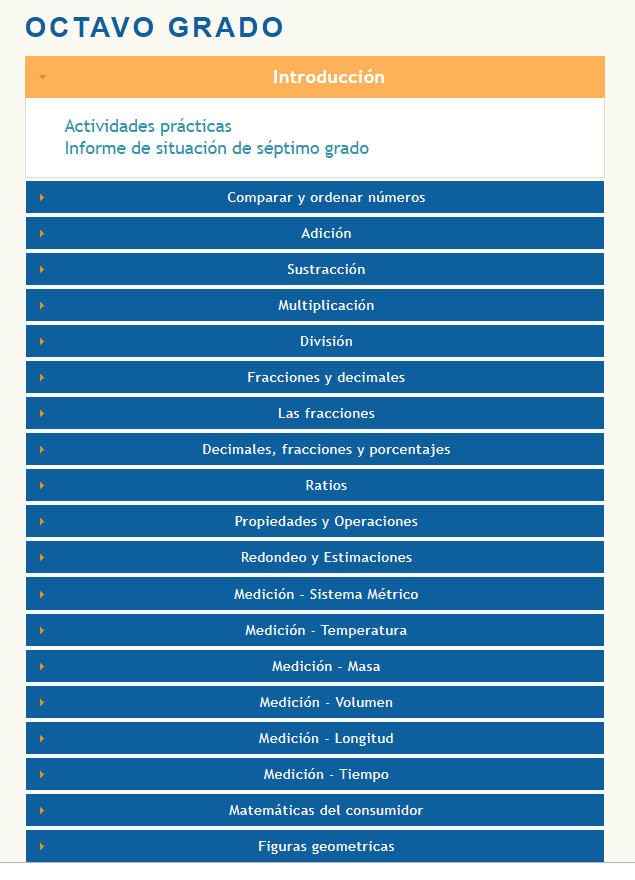 OCTAVO GRADO
Introducción
Actividades prácticas
Informe de situación de séptimo grado
Comparar y ordenar números
Adición
Sustracción
Multiplicación
División
Fracciones y decimales
Las fracciones
Decimales, fracciones y porcentajes
Ratios
Propiedades y Operaciones
Redondeo y Estimaciones
Medición - Sistema Métrico
Medición - Temperatura
Medición - Masa
Medición - Volumen
Medición - Longitud
Medición - Tiempo
Matemáticas del consumidor
Figuras geometricas